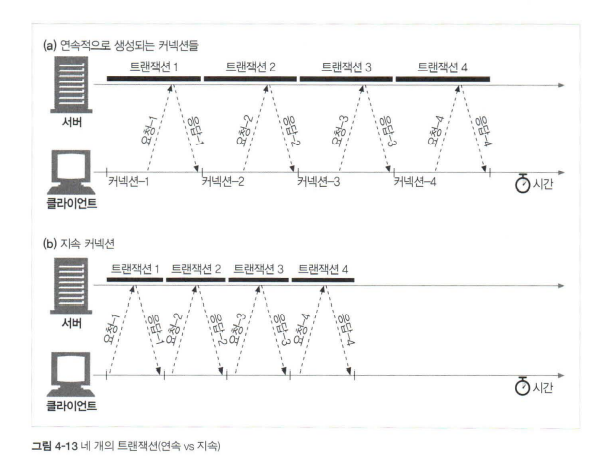 (a) 연속적으로 생성되는 커넥션들
트랜잭션 1 트랜잭션 2 트랜잭션 3 트랜잭션 4
서버
요청-1 응답-1 요청-2 응답-2 요청-3 응답-3 요청-4 응답-4
커넥션-1 커넥션-2 커넥션-3 커넥션-4 시간
클라이언트
(b) 지속 커넥션
트랜잭션 1 트랜잭션 2 트랜잭션 3 트랜잭션 4
서버
요청-1 응답-1 요청-2 응답-2 요청-3 응답-3 요청-4 응답-4
시간
클라이언트
그림 4-13 네 개의 트랜잭션(연속 vs 지속)